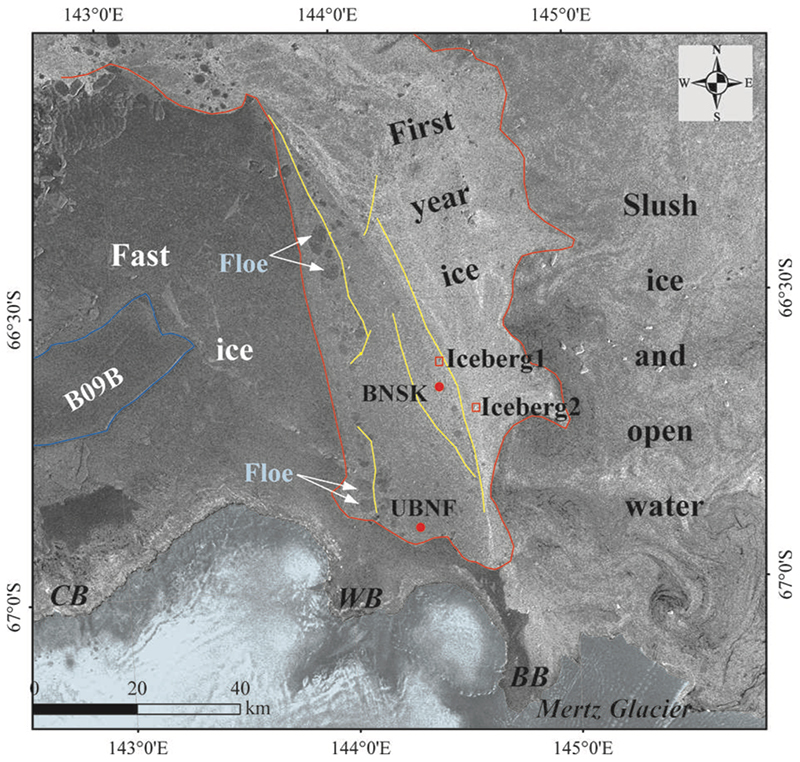 143°0'E 144°0'E 145°0'E
N
W E
S
First
year
ice
Slush
ice
and
open
water
Fast
ice
Floe
66°30'S 66°30'S
B09B
Iceberg1
BNSK
Iceberg2
Floe
UBNF
67°0'S 67°0'S
CB
WB
BB
Mertz Glacier
0 20 40
km
143°0'E 144°0'E 145°0'E